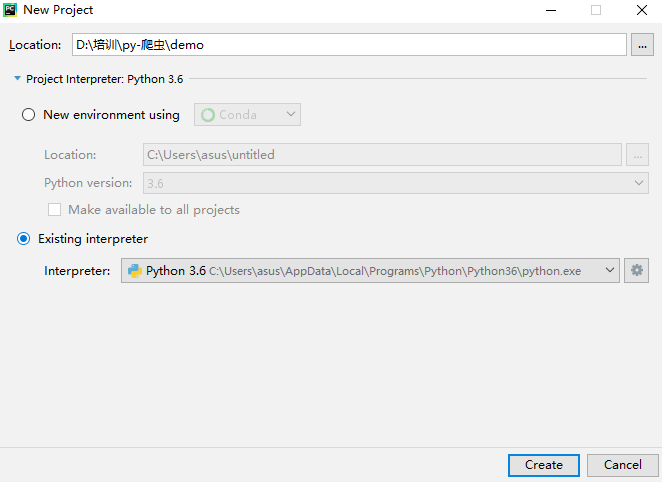 New Project
Location: D:\培训\py-爬虫\demo ...
Project Interpreter: Python 3.6
New environment using Conda
Location: C:\Users\asus\untitled ...
Python version: 3.6
Make available to all projects
Existing interpreter
Interpreter: Python 3.6 C:\Users\asus\AppData\Local\Programs\Python\Python36\python.exe
Create Cancel